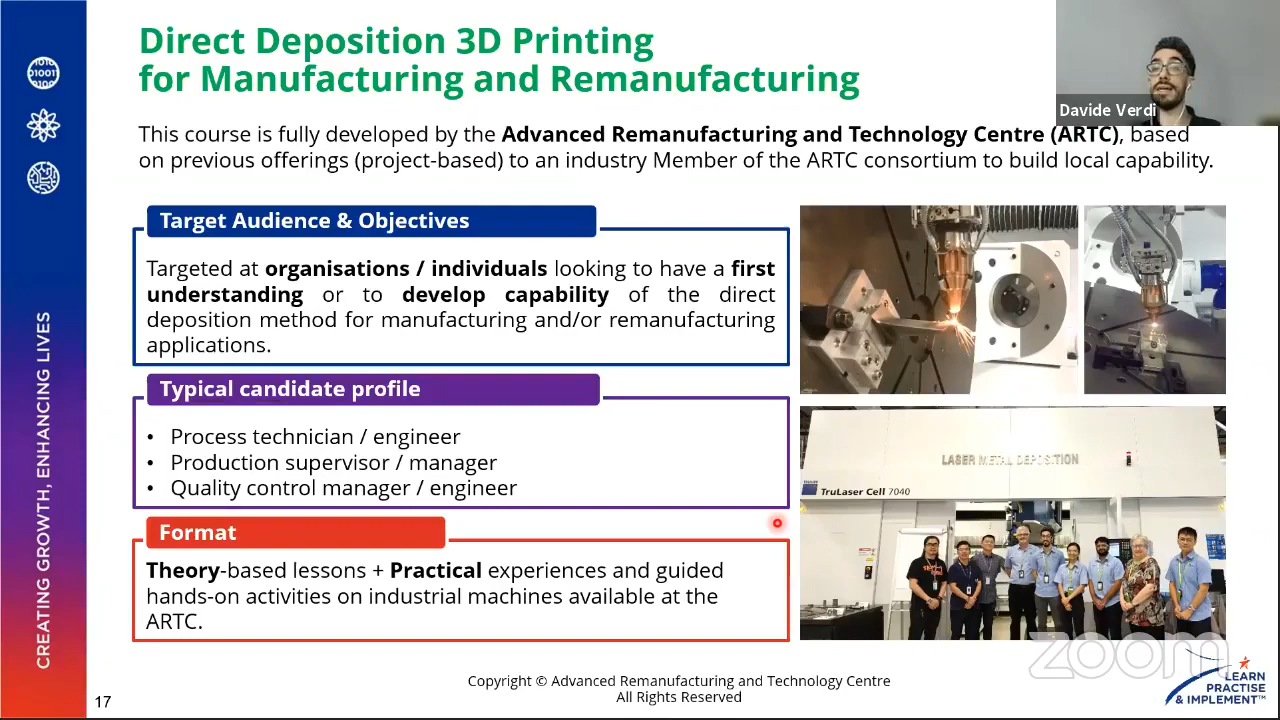 Direct Deposition 3D Printing
for Manufacturing and Remanufacturing
Davide Verdi
This course is fully developed by the Advanced Remanufacturing and Technology Centre (ARTC), based
on previous offerings (project-based) to an industry Member of the ARTC consortium to build local capability.
Target Audience & Objectives
Targeted at organisations / individuals looking to have a first
understanding or to develop capability of the direct
deposition method for manufacturing and/or remanufacturing
applications.
Typical candidate profile
• Process technician / engineer
• Production supervisor / manager
• Quality control manager / engineer
Format
Theory-based lessons + Practical experiences and guided
hands-on activities on industrial machines available at the
ARTC.
LASER METAL DEPOSITION
TruLaser Cell 7040
CREATING GROWTH, ENHANCING LIVES
zoom
Copyright © Advanced Remanufacturing and Technology Centre
All Rights Reserved
LEARN
PRACTISE
& IMPLEMENT™
17